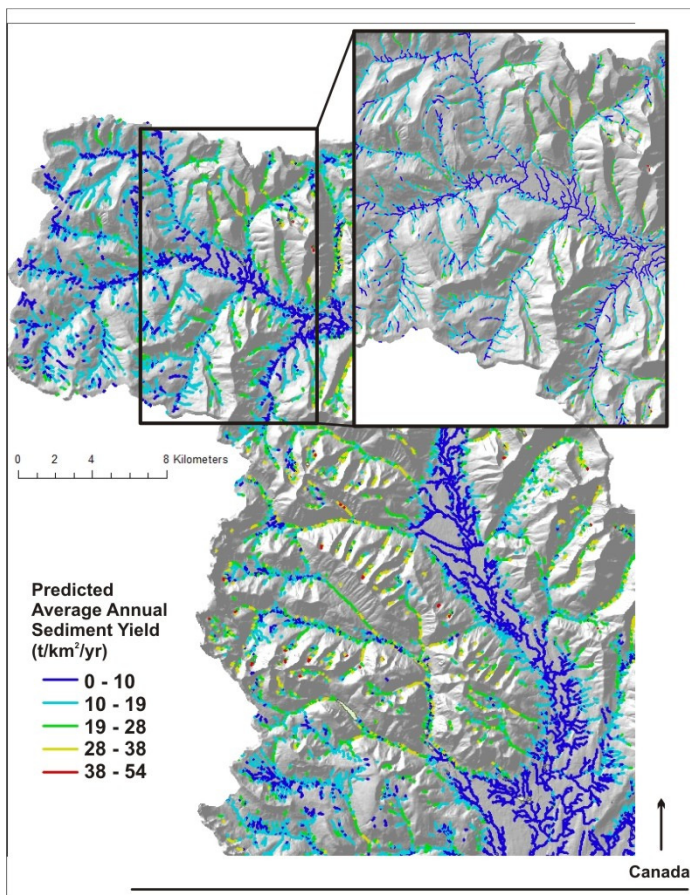 0 2 4 8 Kilometers
Predicted
Average Annual
Sediment Yield
(t/km²/yr)
0 - 10
10 - 19
19 - 28
28 - 38
38 - 54
Canada